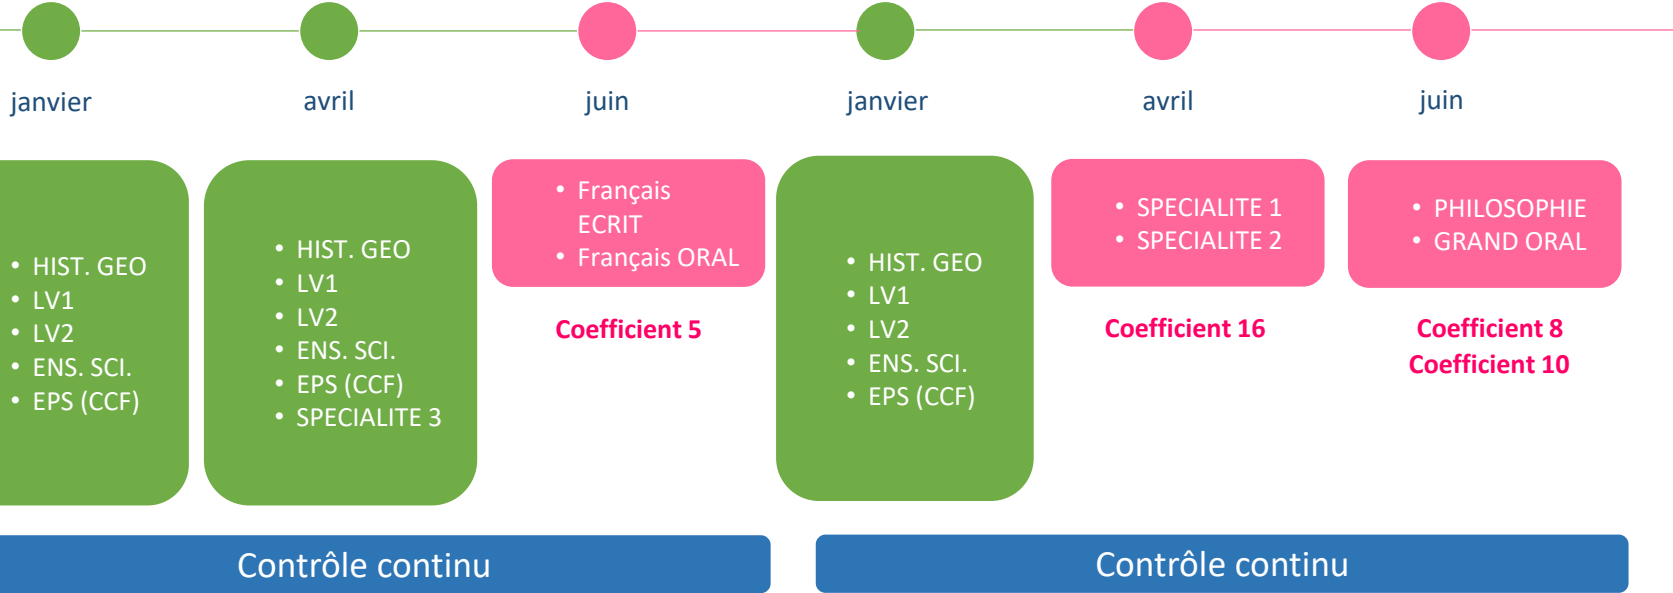 janvier
avril
juin
janvier
avril
juin
• HIST. GEO
• LV1
• LV2
• ENS. SCI.
• EPS (CCF)
• HIST. GEO
• LV1
• LV2
• ENS. SCI.
• EPS (CCF)
• SPECIALITE 3
• Français
ECRIT
• Français ORAL
Coefficient 5
• HIST. GEO
• LV1
• LV2
• ENS. SCI.
• EPS (CCF)
• SPECIALITE 1
• SPECIALITE 2
Coefficient 16
• PHILOSOPHIE
• GRAND ORAL
Coefficient 8
Coefficient 10
Contrôle continu
Contrôle continu